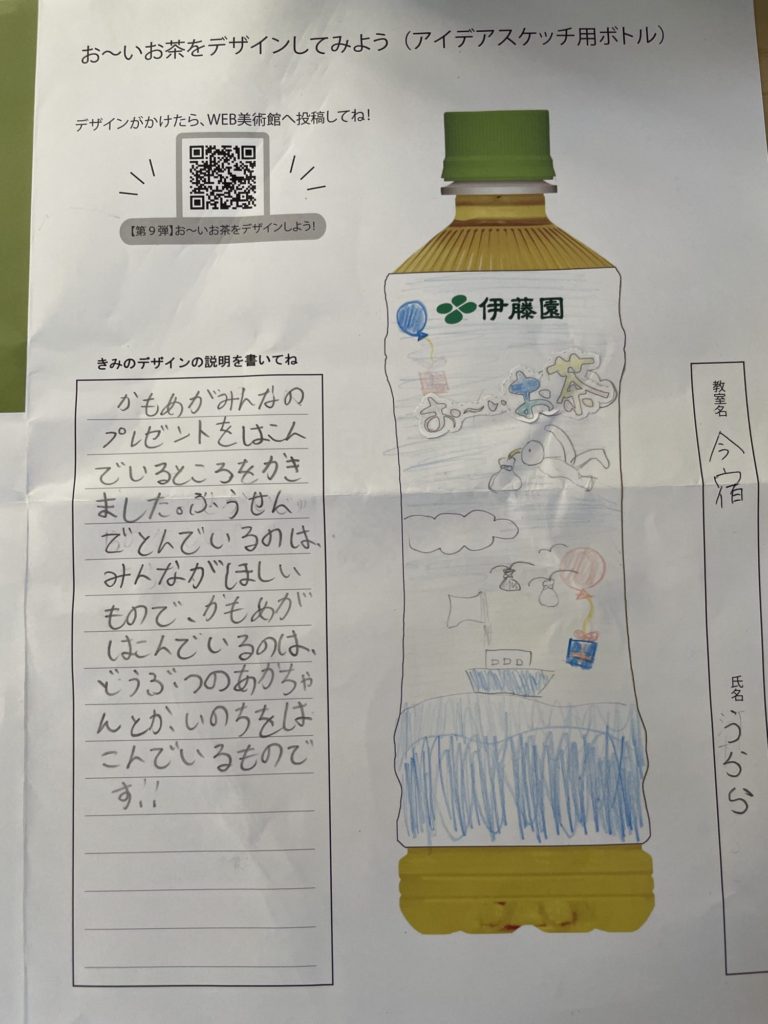 お～いお茶をデザインしてみよう（アイデアスケッチ用ボトル）
デザインがかけたら、WEB美術館へ投稿してね！
【第９弾】お～いお茶をデザインしよう！
きみのデザインの説明を書いてね
かもめがみんなの
プレゼントをはこん
でいるところをかき
ました。ふうせん
でとんでいるのは、
みんながほしい
もので、かもめが
はこんでいるのは、
どうぶつのあかちゃ
んとか、いのちをは
こんでいるもので
す!!
伊藤園
お～いお茶
教室名
今宿
氏名
うらら